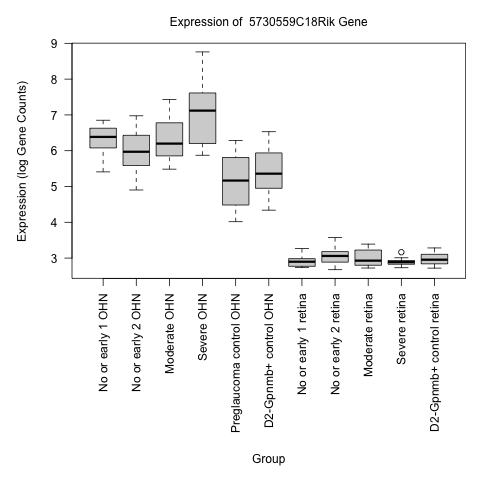 Expression of  5730559C18Rik Gene
Expression (log Gene Counts)
9
8
7
6
5
4
3
No or early 1 OHN
No or early 2 OHN
Moderate OHN
Severe OHN
Preglaucoma control OHN
D2-Gpnmb+ control OHN
No or early 1 retina
No or early 2 retina
Moderate retina
Severe retina
D2-Gpnmb+ control retina
Group